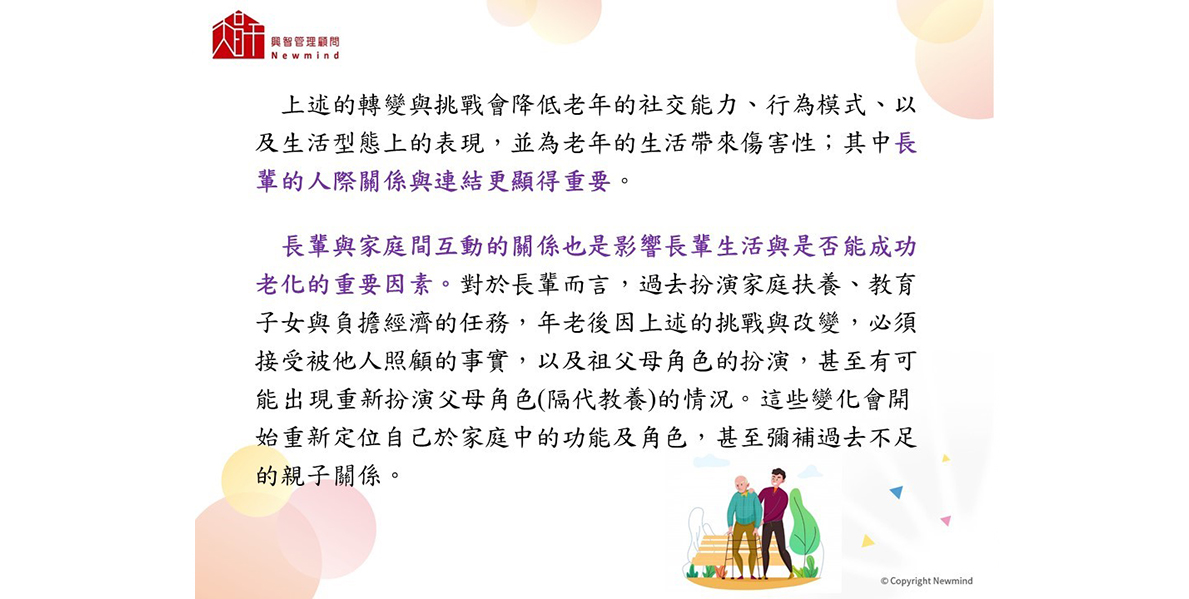 興智管理顧問
Newmind
上述的轉變與挑戰會降低老年的社交能力、行為模式、以
及生活型態上的表現，並為老年的生活帶來傷害性；其中長
輩的人際關係與連結更顯得重要。
長輩與家庭間互動的關係也是影響長輩生活與是否能成功
老化的重要因素。對於長輩而言，過去扮演家庭扶養、教育
子女與負擔經濟的任務，年老後因上述的挑戰與改變，必須
接受被他人照顧的事實，以及祖父母角色的扮演，甚至有可
能出現重新扮演父母角色(隔代教養)的情況。這些變化會開
始重新定位自己於家庭中的功能及角色，甚至彌補過去不足
的親子關係。
© Copyright Newmind